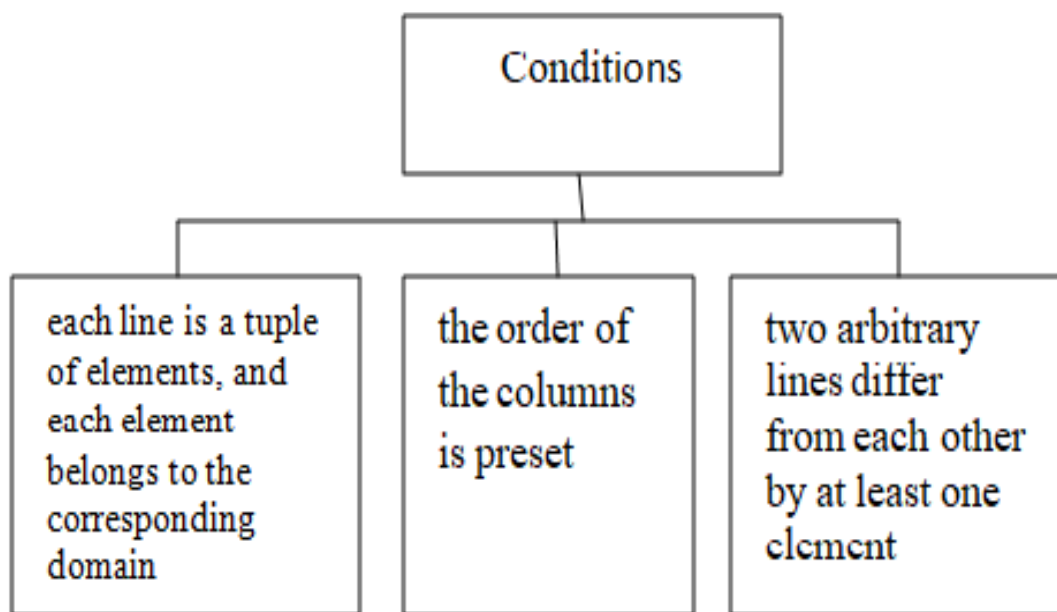 Conditions
each line is a tuple
of elements, and
each element
belongs to the
corresponding
domain
the order of
the columns
is preset
two arbitrary
lines differ
from each other
by at least one
element